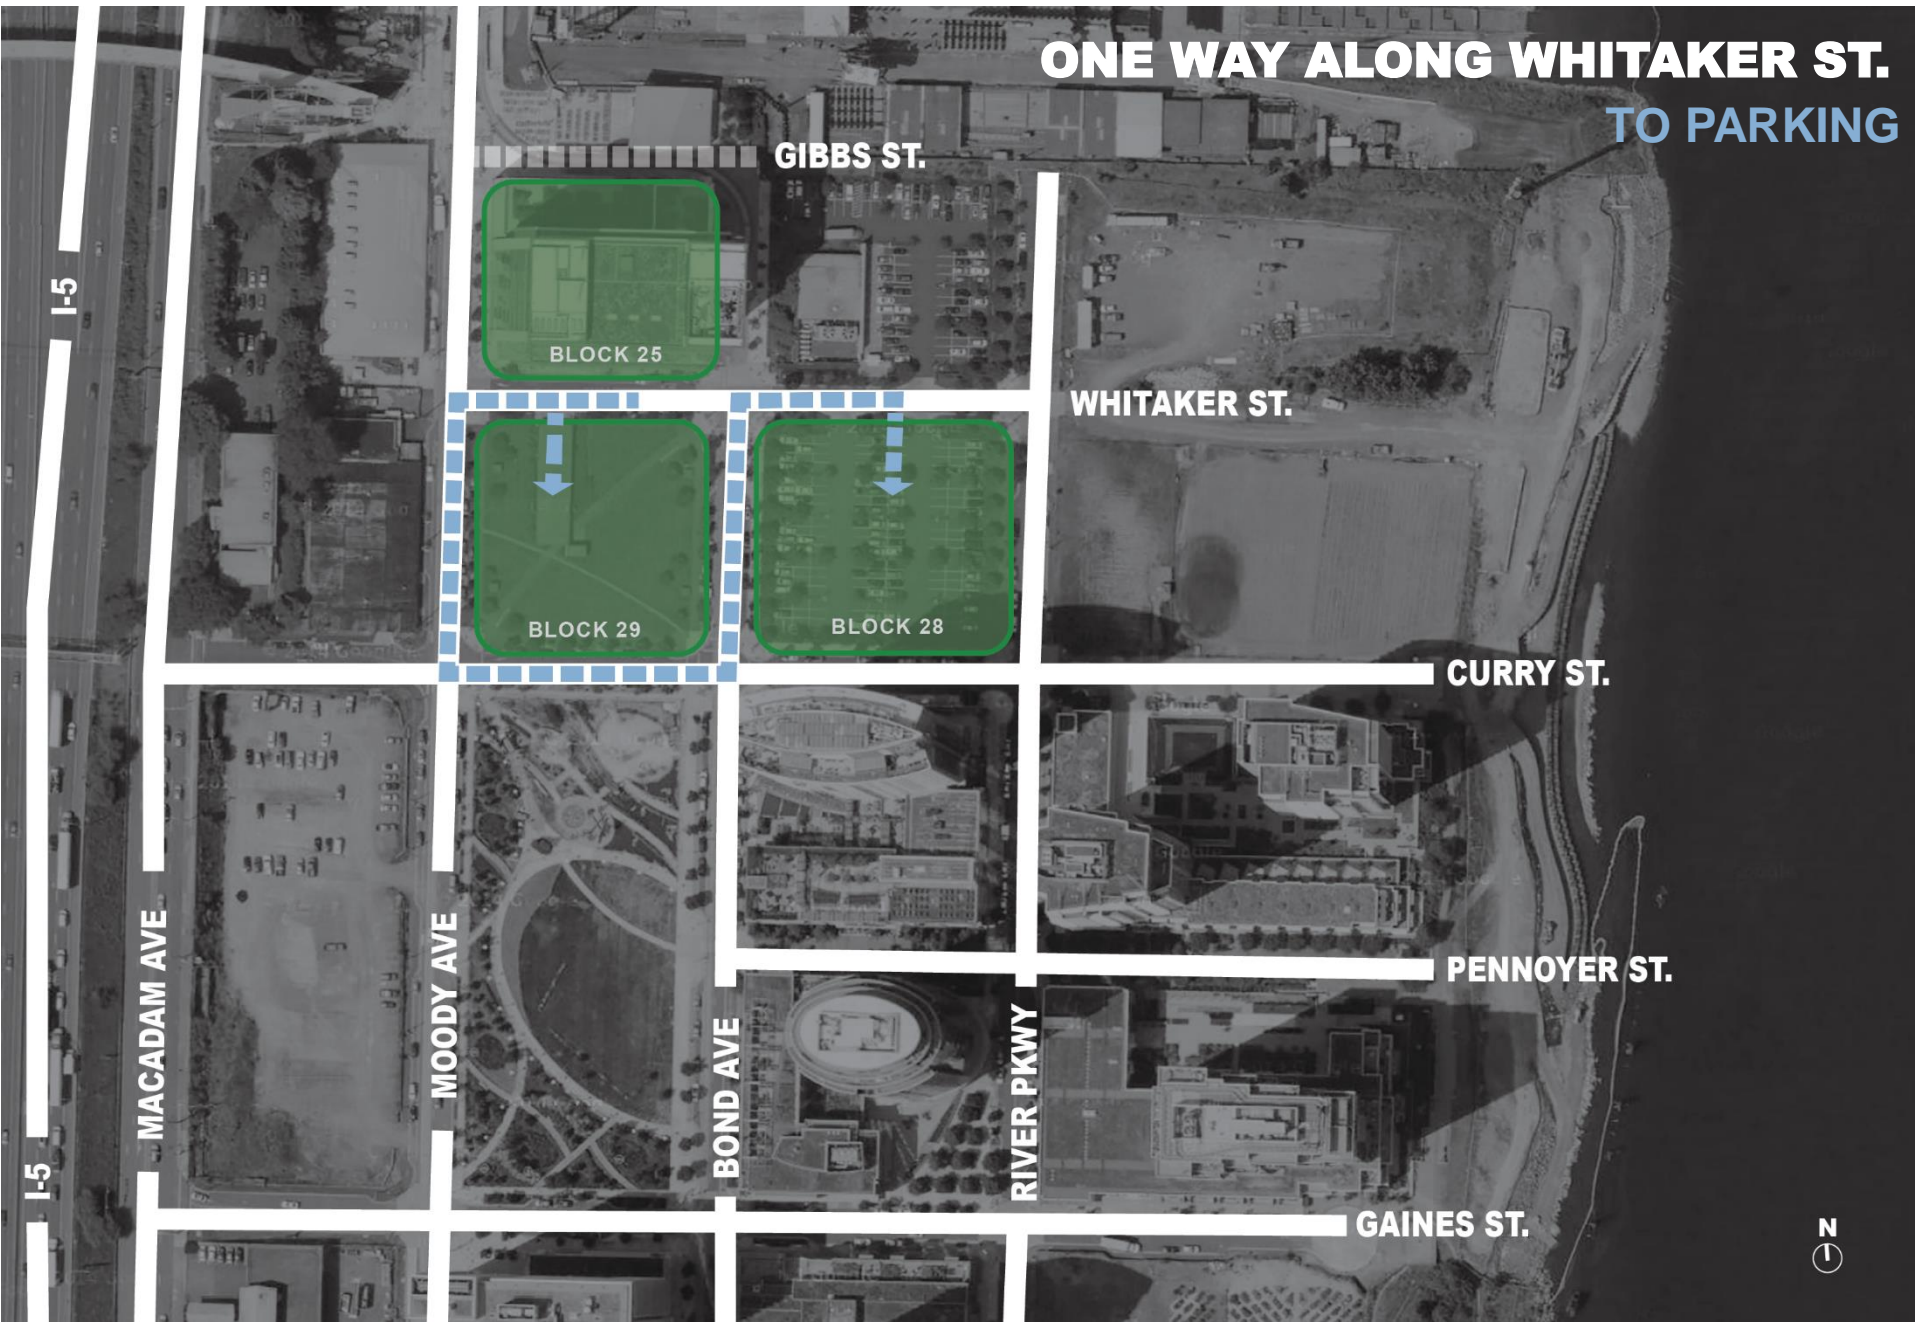 ONE WAY ALONG WHITAKER ST.
TO PARKING
GIBBS ST.
I-5
BLOCK 25
WHITAKER ST.
BLOCK 29
BLOCK 28
CURRY ST.
MACADAM AVE
MOODY AVE
BOND AVE
RIVER PKWY
PENNOYER ST.
I-5
GAINES ST.
N